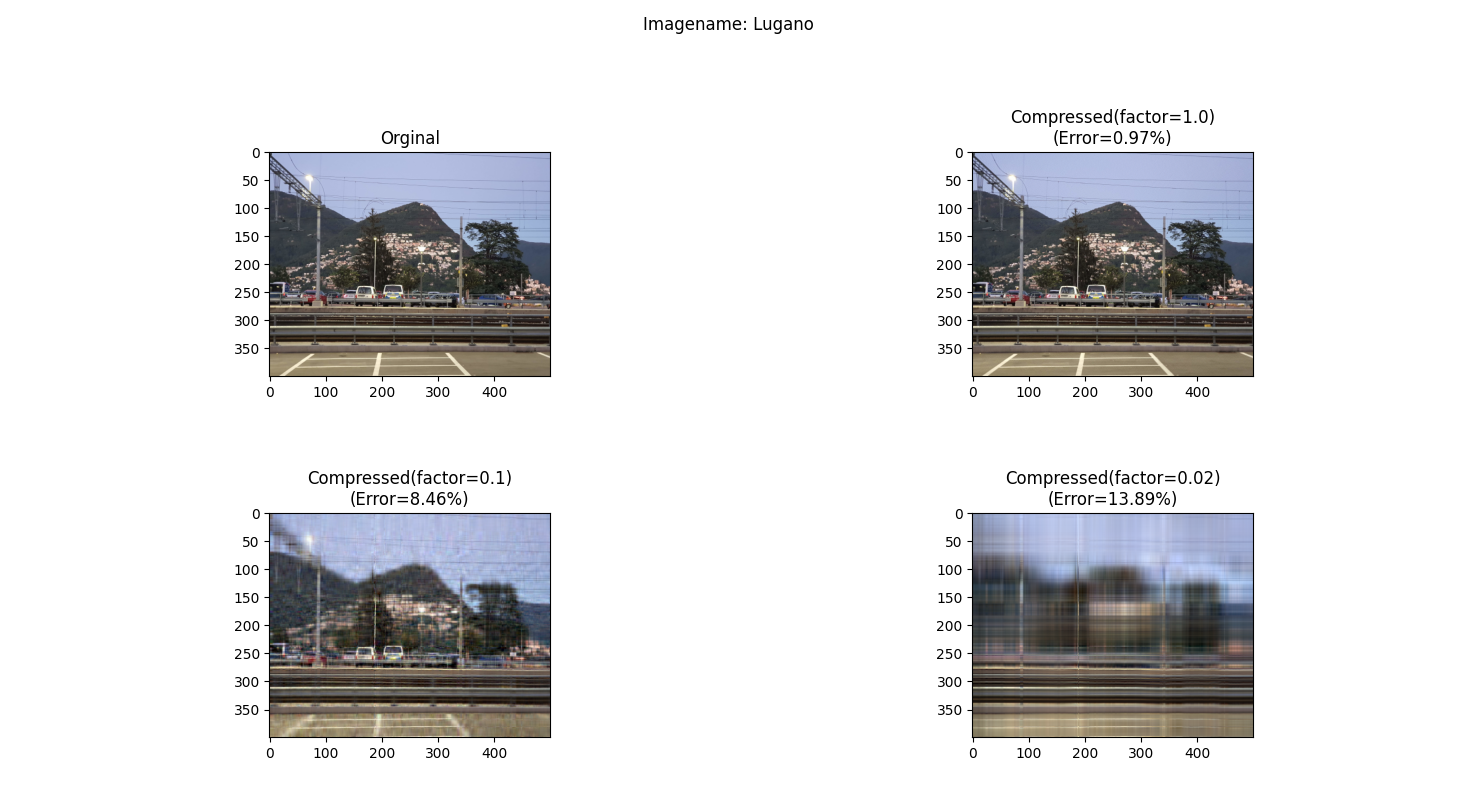 Imagename: Lugano
Orginal
0
50
100
150
200
250
300
350
0 100 200 300 400
Compressed(factor=1.0)
(Error=0.97%)
0
50
100
150
200
250
300
350
0 100 200 300 400
Compressed(factor=0.1)
(Error=8.46%)
0
50
100
150
200
250
300
350
0 100 200 300 400
Compressed(factor=0.02)
(Error=13.89%)
0
50
100
150
200
250
300
350
0 100 200 300 400